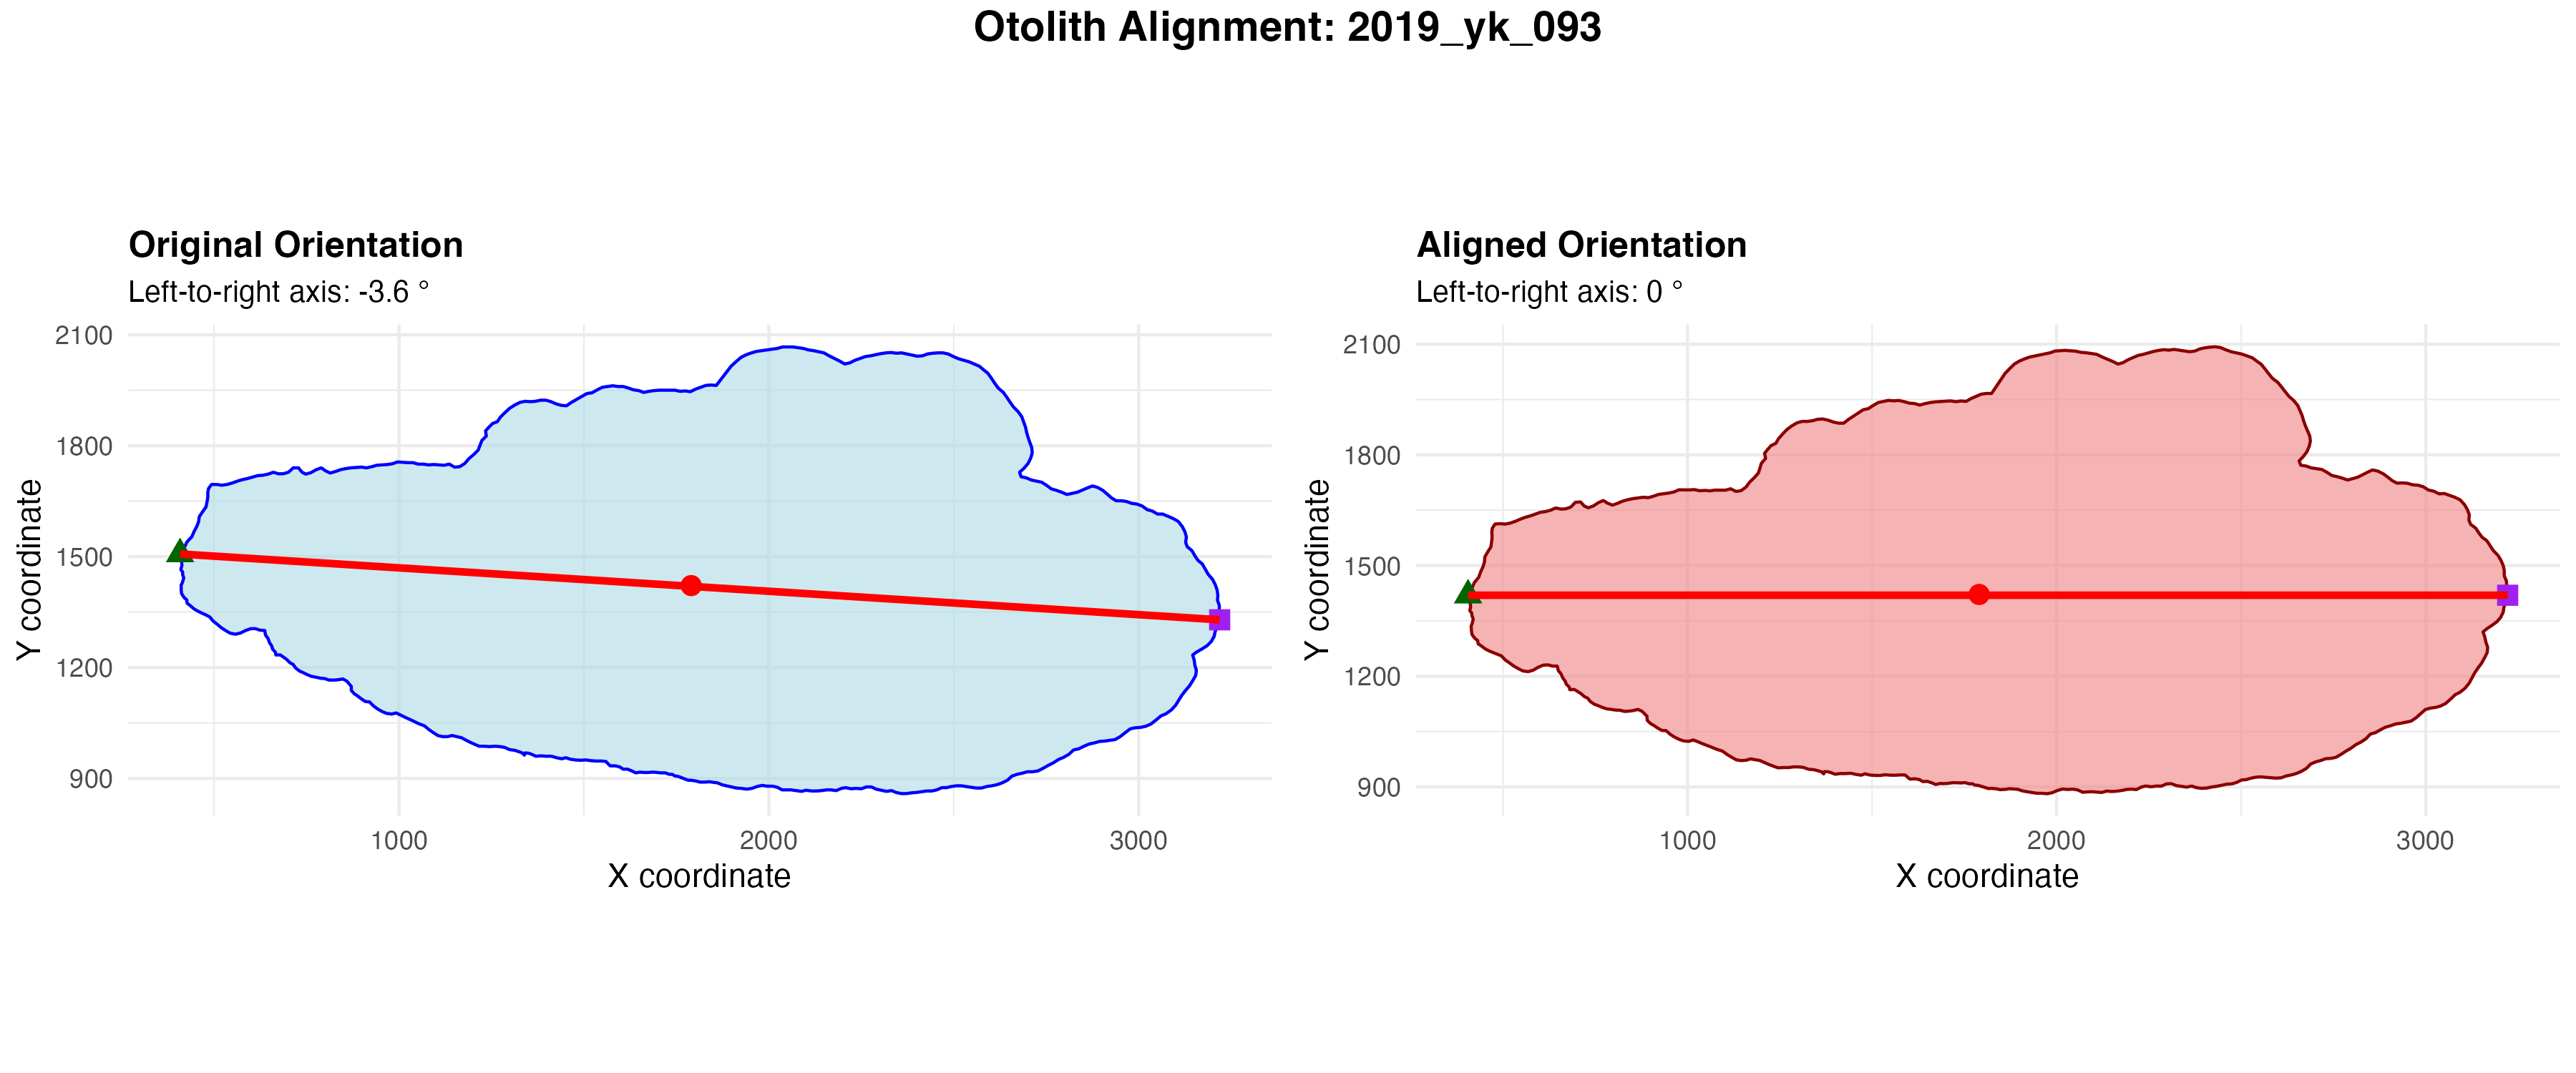 Otolith Alignment: 2019_yk_093
Original Orientation
Left-to-right axis: -3.6 °
2100
1800
1500
1200
900
Y coordinate
1000 2000 3000
X coordinate
Aligned Orientation
Left-to-right axis: 0 °
2100
1800
1500
1200
900
Y coordinate
1000 2000 3000
X coordinate